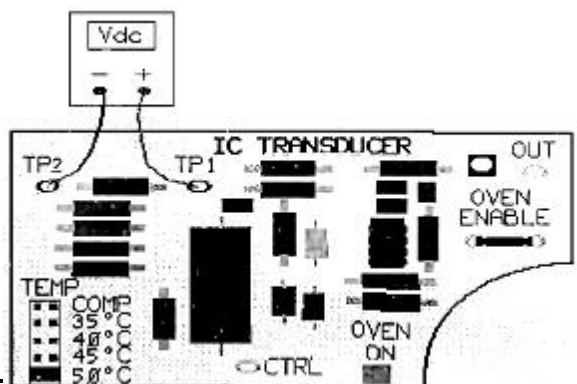 Vdc
- +
IC TRANSDUCER
TP2
TP1
OUT
OVEN
ENABLE
TEMP
COMP
35°C
40°C
45°C
50°C
OVEN
ON
CTRL